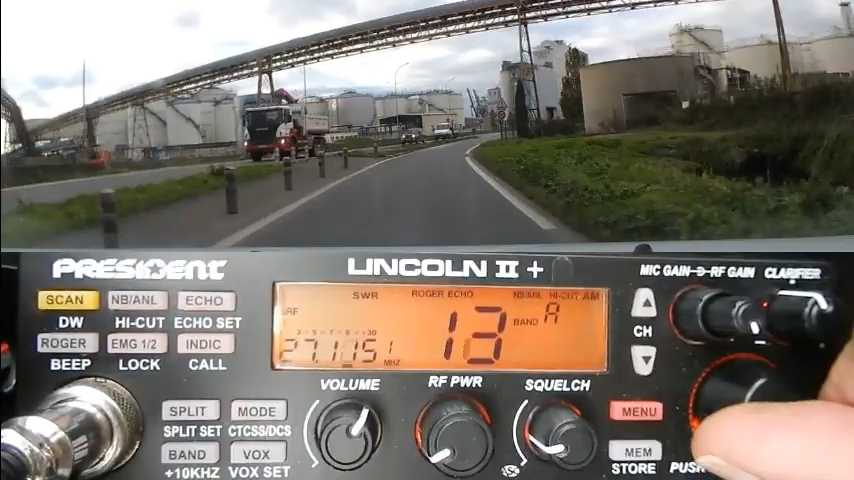 PRESIDENT LINCOLN II + MIC GAIN RF GAIN CLARIFIER
SCAN NB/ANL ECHO
DW HI-CUT ECHO SET
ROGER EMG 1/2 INDIC
BEEP LOCK CALL
SWR ROGER ECHO NB/ANL HI-CUT AM
RF
13 BAND A
27.1151 MHZ
CH
VOLUME RF PWR SQUELCH
SPLIT MODE
SPLIT SET CTCSS/DCS
BAND VOX
+10KHZ VOX SET
MENU
MEM
STORE PUSH